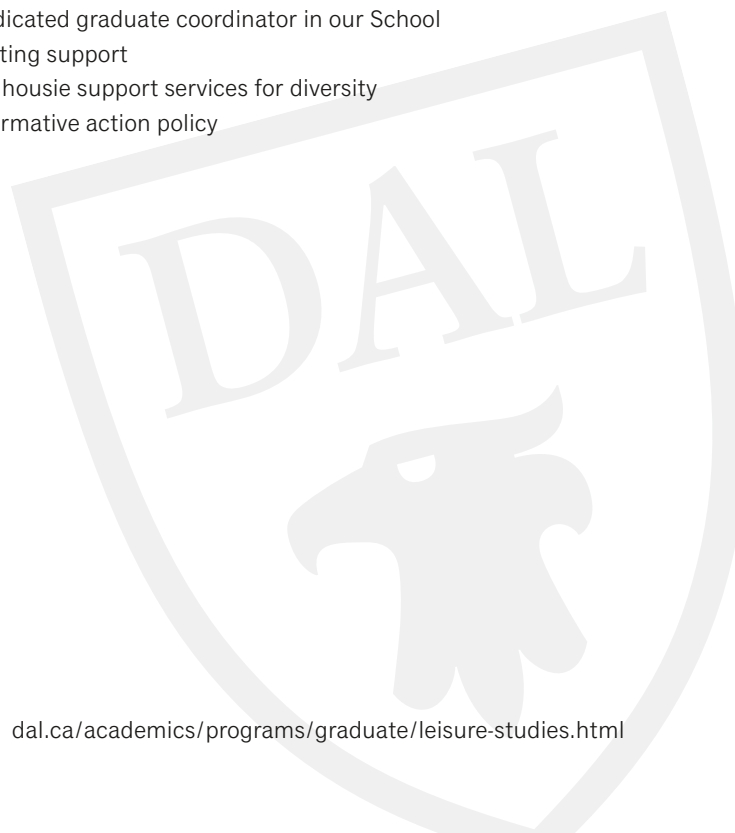 dicated graduate coordinator in our School
ting support
housie support services for diversity
rmative action policy
DAL
dal.ca/academics/programs/graduate/leisure-studies.html